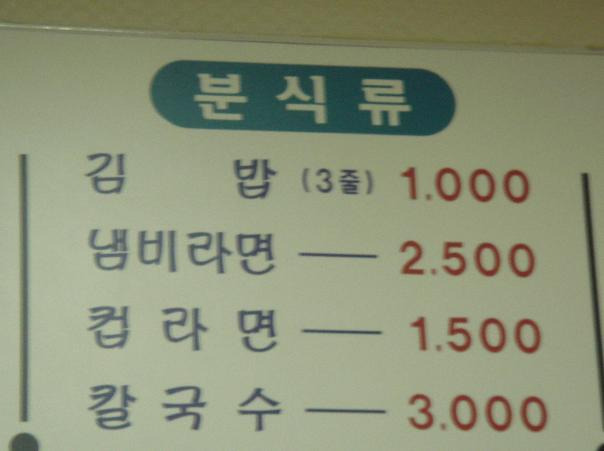 분식류
김 밥 (3줄) 1.000
냄비라면 — 2.500
컵라면 — 1.500
칼국수 — 3.000